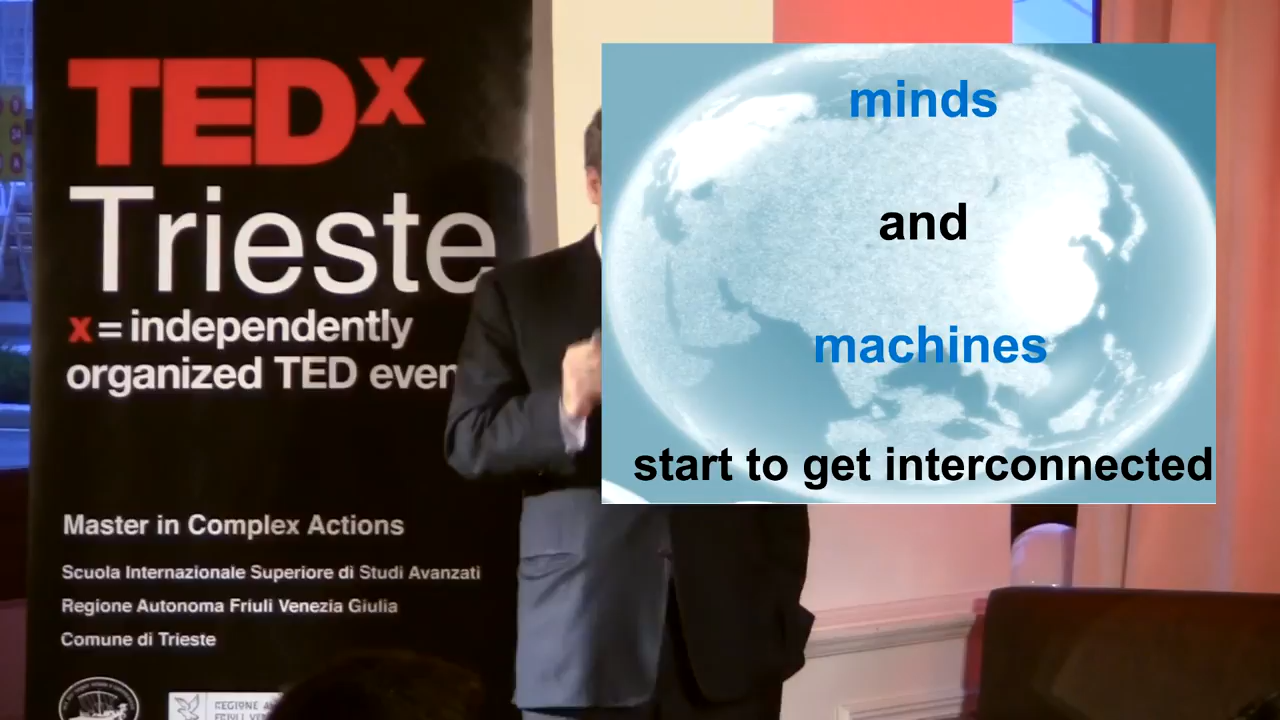 TEDx
Trieste
x = independently
organized TED even
Master in Complex Actions
Scuola Internazionale Superiore di Studi Avanzati
Regione Autonoma Friuli Venezia Giulia
Comune di Trieste
minds
and
machines
start to get interconnected